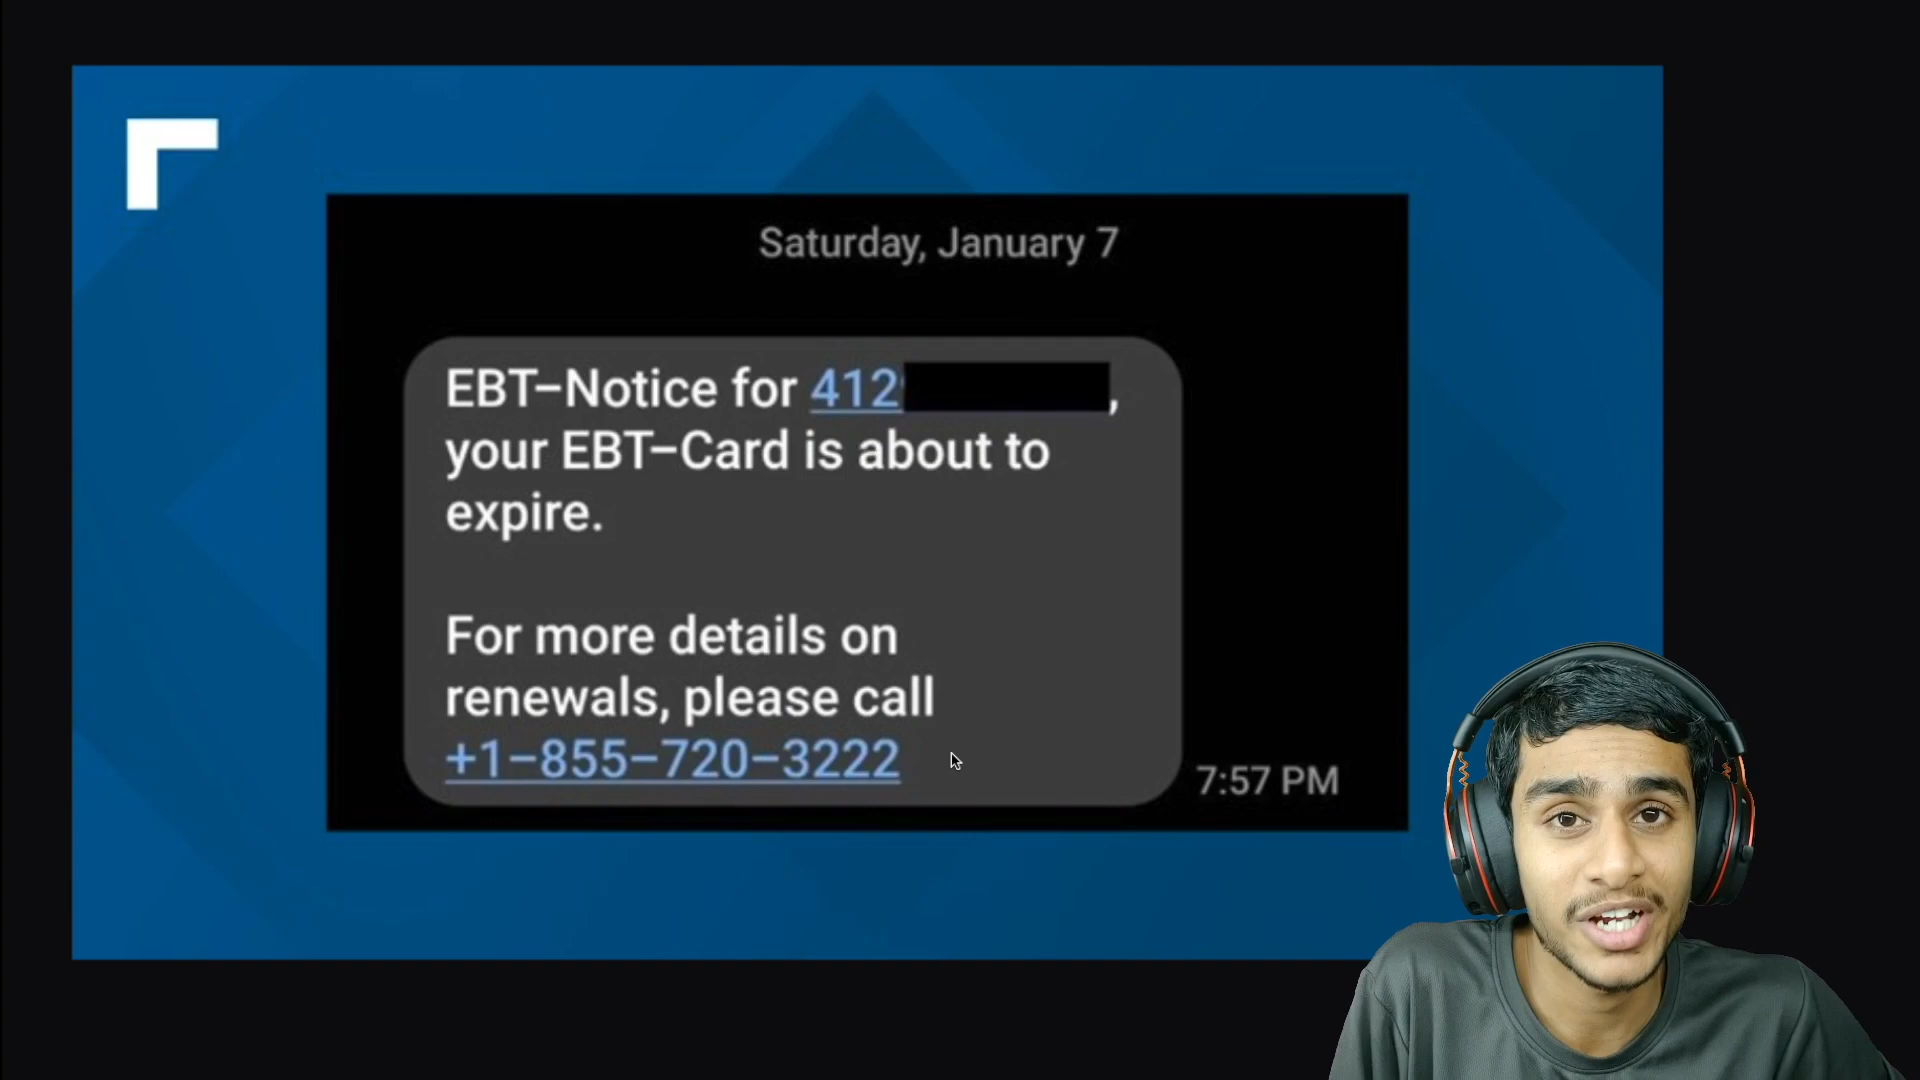 Saturday, January 7
EBT–Notice for 412 ,
your EBT–Card is about to
expire.
For more details on
renewals, please call
+1–855–720–3222
7:57 PM